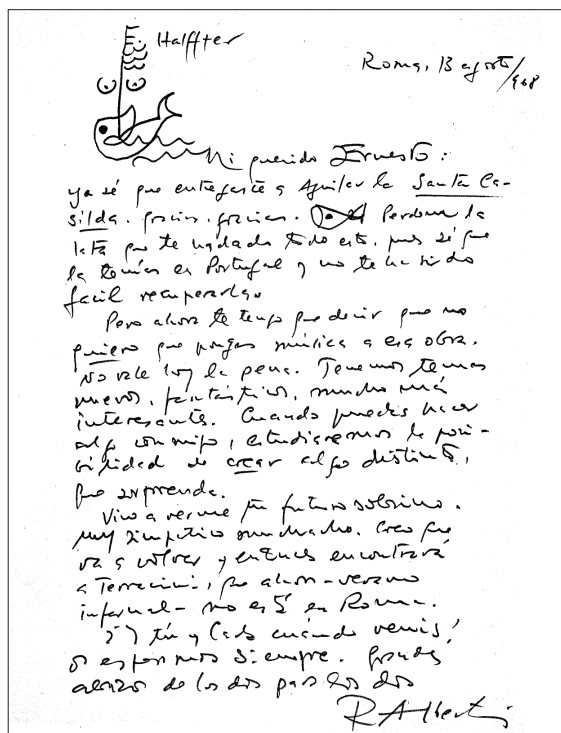 E. Halffter
Roma, 13 agosto/968
Mi querido Ernesto:
ya sé que entregaste a Aguilar la Santa Ca-
silda. gracias, gracias. Perdona la
lata que te ha dado todo esto, pues sé que
la tenías en Portugal y no te ha sido
fácil recuperarla.
Pero ahora te tengo que decir que no
quiero que pongas música a esa obra.
No vale hoy la pena. Tenemos temas
nuevos, fantásticos, mucho más
interesantes. Cuando puedas hacer
algo conmigo, estudiaremos la posi-
bilidad de crear algo distinto,
que sorprenda.
Vino a verme tu futuro sobrino.
Muy simpático muchacho. Creo que
va a volver y entonces encontrará
a Terracini, que ahora - verano
infernal - no está en Roma.
¿Y tú y cuándo venís?
Os esperamos siempre. Grandes
abrazos de los dos para los dos
R Alberti